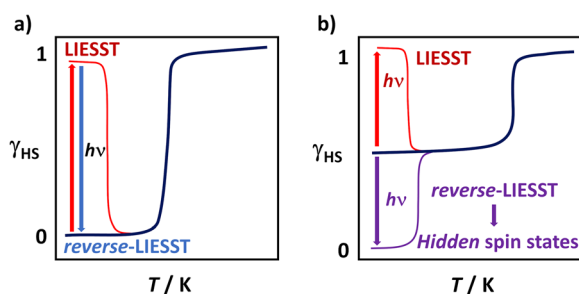 a)
1
LIESST
hν
γHS
0
reverse-LIESST
T / K
b)
1
LIESST
hν
γHS
hν
reverse-LIESST
Hidden spin states
0
T / K